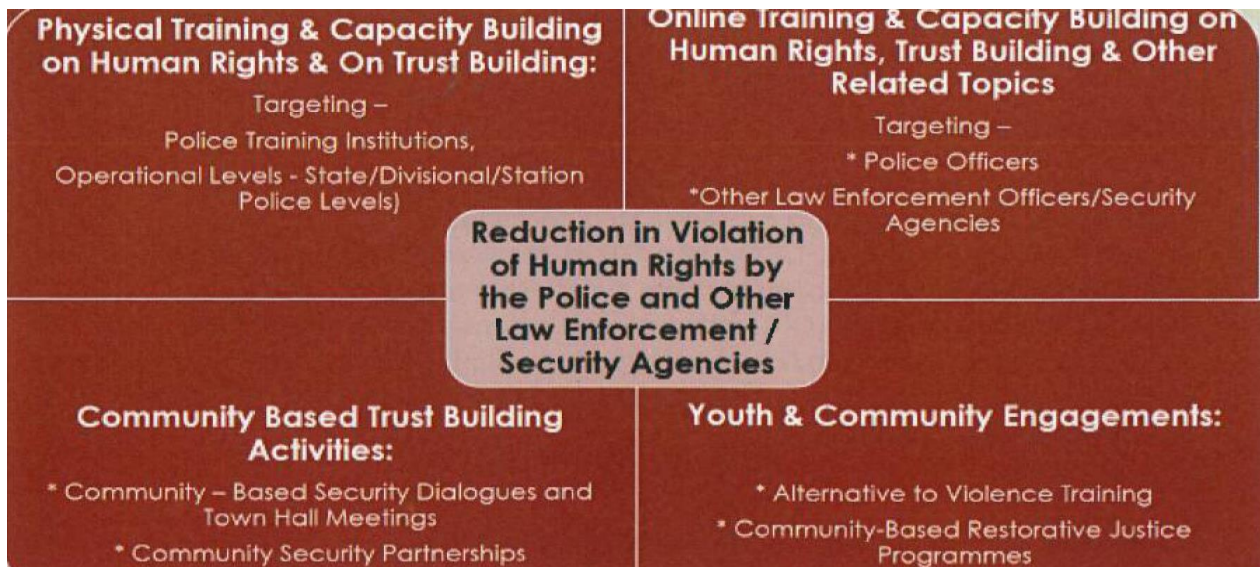 Physical Training & Capacity Building
on Human Rights & On Trust Building:
Targeting –
Police Training Institutions,
Operational Levels - State/Divisional/Station
Police Levels)
Online Training & Capacity Building on
Human Rights, Trust Building & Other
Related Topics
Targeting –
* Police Officers
*Other Law Enforcement Officers/Security
Agencies
Reduction in Violation
of Human Rights by
the Police and Other
Law Enforcement /
Security Agencies
Community Based Trust Building
Activities:
* Community – Based Security Dialogues and
Town Hall Meetings
* Community Security Partnerships
Youth & Community Engagements:
* Alternative to Violence Training
* Community-Based Restorative Justice
Programmes